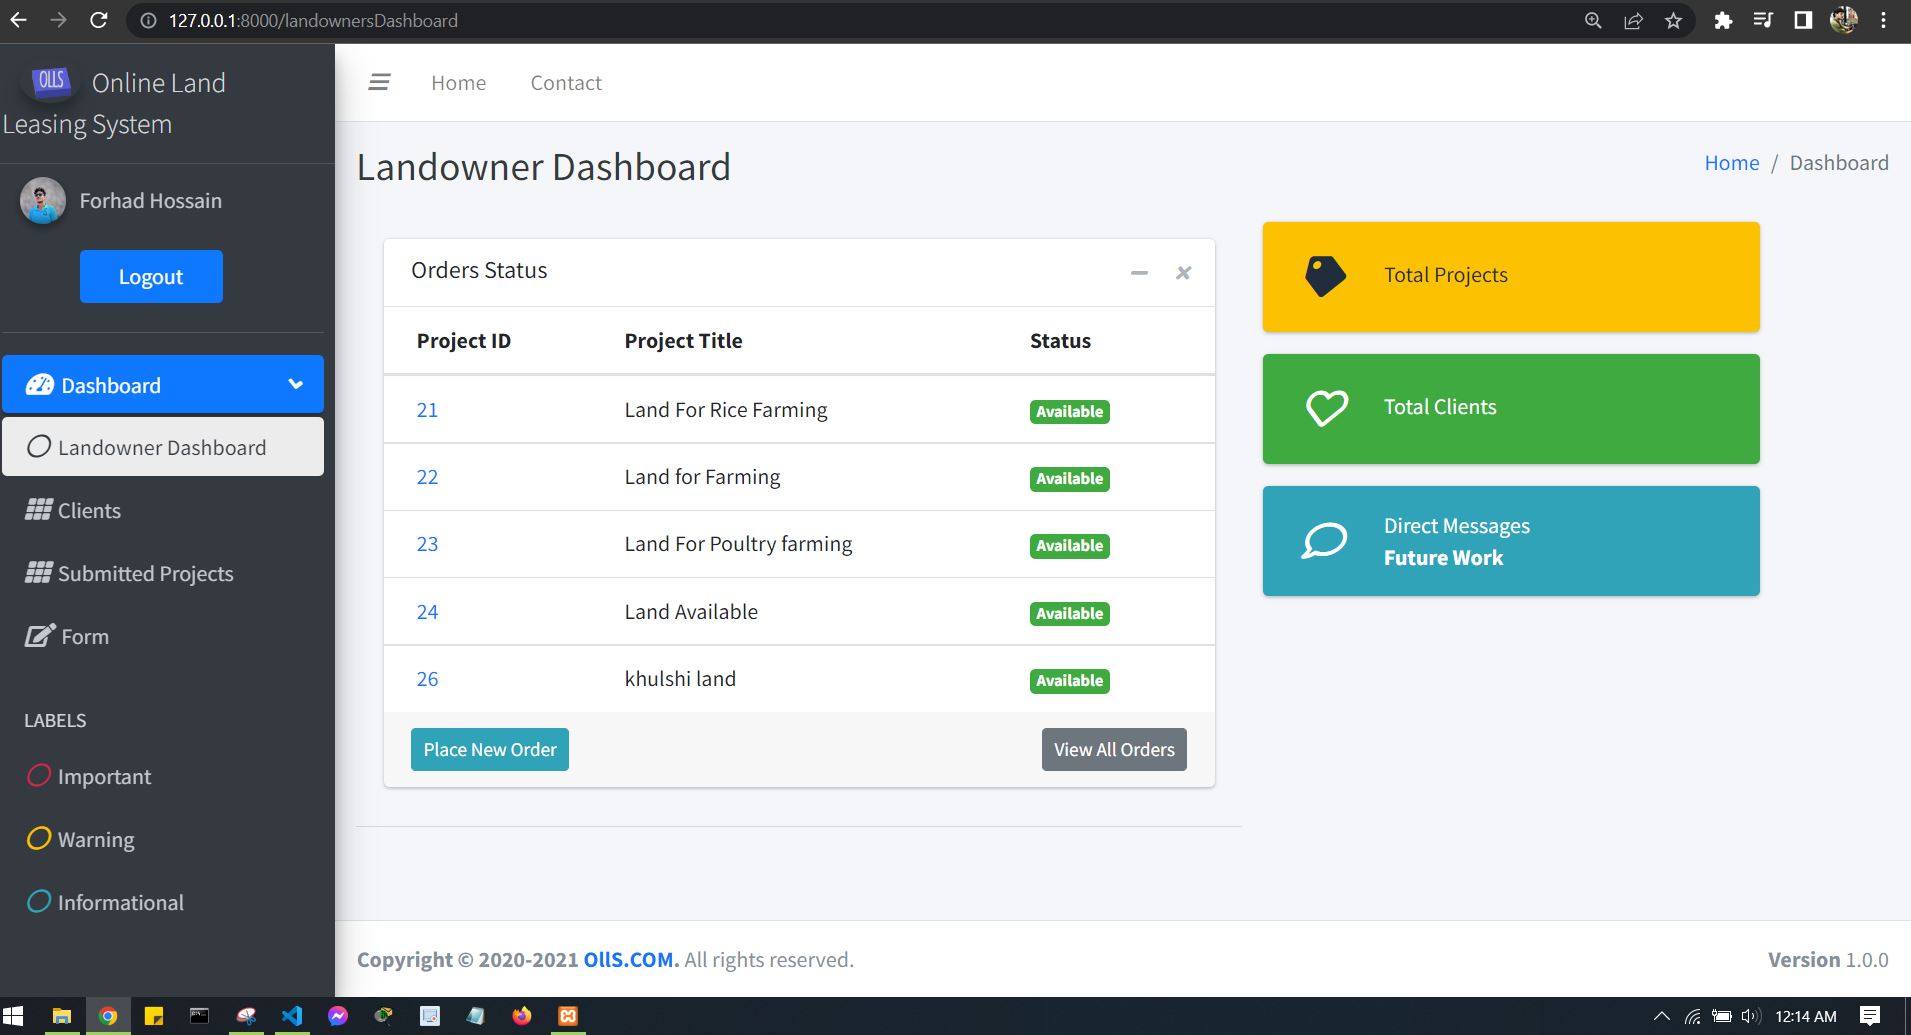 127.0.0.1:8000/landownersDashboard
OLLS Online Land
Leasing System
Forhad Hossain
Logout
Dashboard
Landowner Dashboard
Clients
Submitted Projects
Form
LABELS
Important
Warning
Informational
Home Contact
Landowner Dashboard
Home / Dashboard
Orders Status
Project ID Project Title Status
21 Land For Rice Farming Available
22 Land for Farming Available
23 Land For Poultry farming Available
24 Land Available Available
26 khulshi land Available
Place New Order View All Orders
Total Projects
Total Clients
Direct Messages
Future Work
Copyright © 2020-2021 OllS.COM. All rights reserved.
Version 1.0.0
12:14 AM